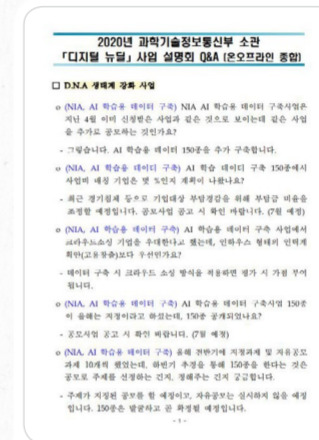 2020년 과학기술정보통신부 소관
「디지털 뉴딜」 사업 설명회 Q&A (온오프라인 종합)
□ D.N.A 생태계 강화 사업
o (NIA, AI 학습용 데이터 구축) NIA AI 학습용 데이터 구축사업은
지난 4월 이미 신청받은 사업과 같은 것으로 보이는데 같은 사업
을 추가로 공모하는 것인가요?
- 그렇습니다. AI 학습용 데이터 150종을 추가 구축합니다.
o (NIA, AI 학습용 데이터 구축) AI 학습 데이터 구축 150종에서
사업비 매칭 기업은 몇 %인지 계획이 나왔나요?
- 최근 경기침체 등으로 기업대상 부담경감을 위해 부담금 비율을
조정할 예정입니다. 공모사업 공고 시 확인 바랍니다. (7월 예정)
o (NIA, AI 학습용 데이터 구축) AI 학습용 데이터 구축 사업에서
크라우드소싱 기업을 우대한다고 했는데, 인하우스 형태의 인력계
확만(고용창출)보다 우선인가요?
- 데이터 구축 시 크라우드 소싱 방식을 적용하면 평가 시 가점 부여
됩니다.
o (NIA, AI 학습용 데이터 구축) AI 학습용 데이터 구축사업 150종
이 올해는 지정이라고 하셨는데, 150종 공개되었나요?
- 공모사업 공고 시 확인 바랍니다. (7월 예정)
o (NIA, AI 학습용 데이터 구축) 올해 전반기에 지정과제 및 자유공모
과제 10개씩 했었는데, 하반기 추경을 통해 150종을 한다는 것은
공모로 주제를 선정하는 건지, 정해주는 건지 궁금합니다.
- 주제가 지정된 공모를 할 예정이고, 자유공모는 실시하지 않을 예정
입니다. 150종은 발굴하고 곧 확정될 예정입니다.
- 1 -